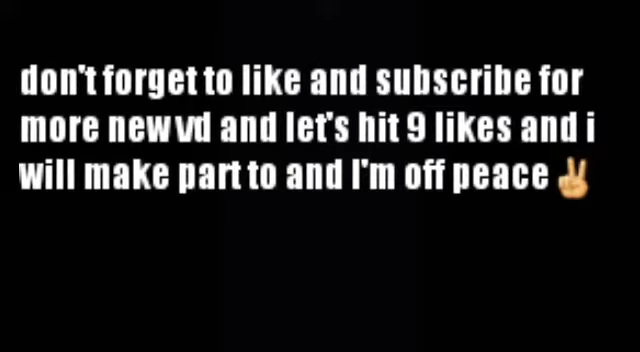 don't forget to like and subscribe for
more new vd and let's hit 9 likes and i
will make part to and I'm off peace ✌